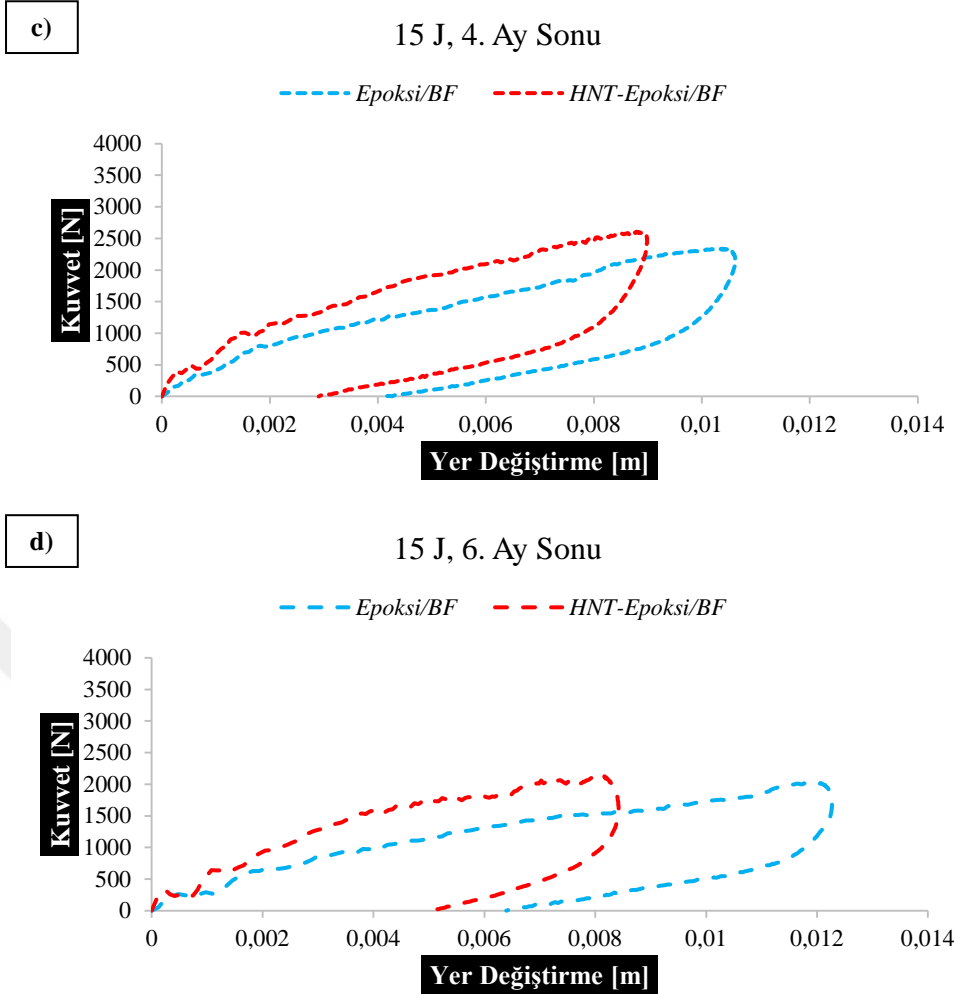 c)
15 J, 4. Ay Sonu
Epoksi/BF HNT-Epoksi/BF
4000
3500
3000
2500
2000
1500
1000
500
0
Kuvvet [N]
0 0,002 0,004 0,006 0,008 0,01 0,012 0,014
Yer Değiştirme [m]
d)
15 J, 6. Ay Sonu
Epoksi/BF HNT-Epoksi/BF
4000
3500
3000
2500
2000
1500
1000
500
0
Kuvvet [N]
0 0,002 0,004 0,006 0,008 0,01 0,012 0,014
Yer Değiştirme [m]